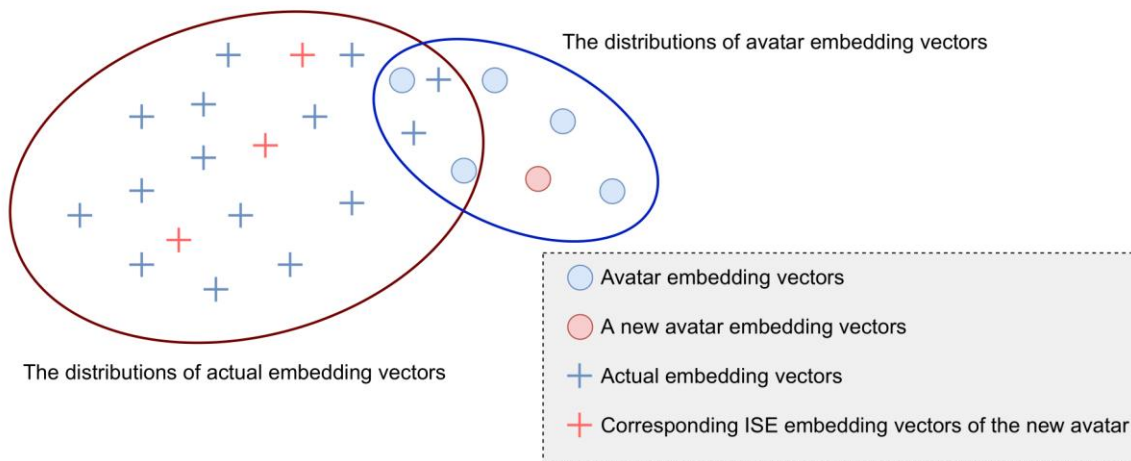 The distributions of avatar embedding vectors
The distributions of actual embedding vectors
Avatar embedding vectors
A new avatar embedding vectors
Actual embedding vectors
Corresponding ISE embedding vectors of the new avatar